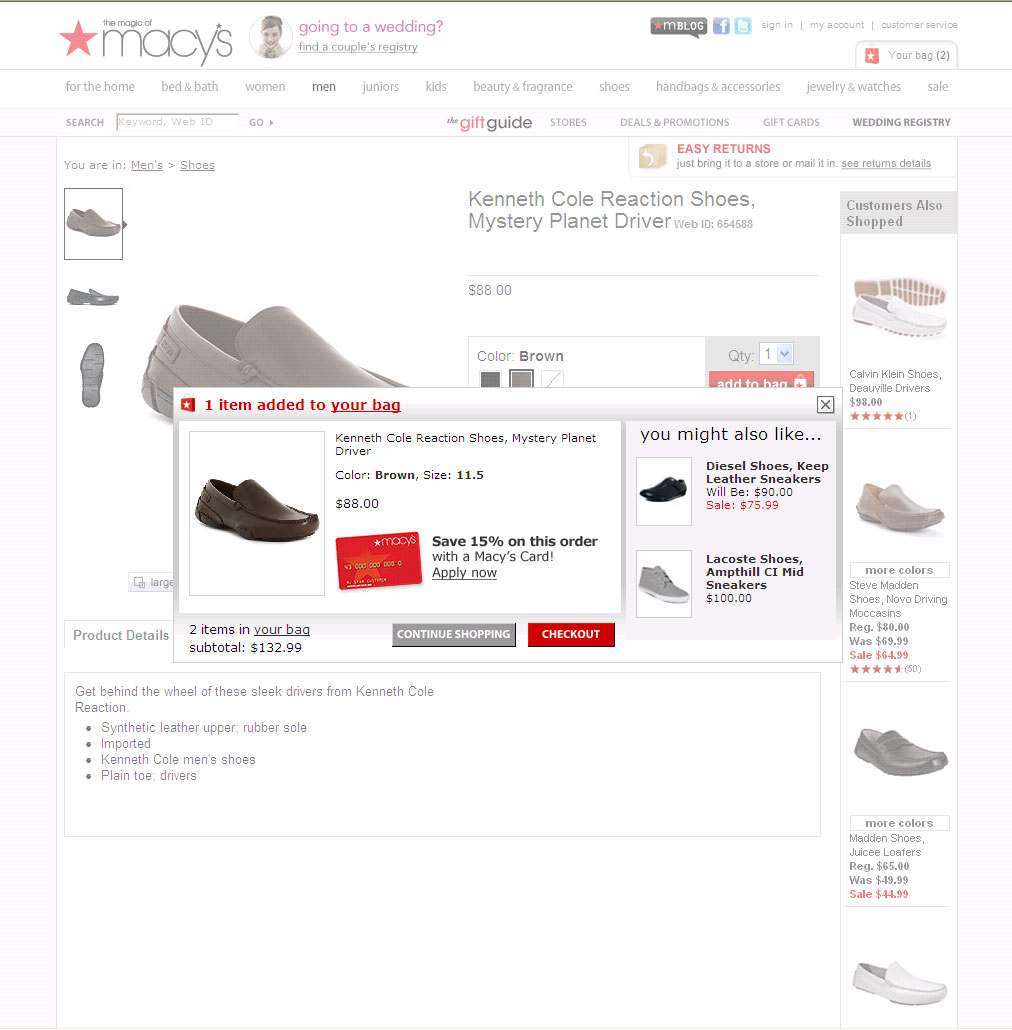 the magic of
macy's
going to a wedding?
find a couple's registry
mBLOG
sign in | my account | customer service
Your bag (2)
for the home bed & bath women men juniors kids beauty & fragrance shoes handbags & accessories jewelry & watches sale
SEARCH Keyword, Web ID GO
the gift guide STORES DEALS & PROMOTIONS GIFT CARDS WEDDING REGISTRY
You are in: Men's > Shoes
EASY RETURNS
just bring it to a store or mail it in. see returns details
Kenneth Cole Reaction Shoes,
Mystery Planet Driver Web ID: 654588
$88.00
Color: Brown
Qty: 1
add to bag
1 item added to your bag
Kenneth Cole Reaction Shoes, Mystery Planet
Driver
Color: Brown, Size: 11.5
$88.00
macy's
43 000 000 000 0
Save 15% on this order
with a Macy's Card!
Apply now
2 items in your bag
subtotal: $132.99
CONTINUE SHOPPING
CHECKOUT
you might also like...
Diesel Shoes, Keep
Leather Sneakers
Will Be: $90.00
Sale: $75.99
Lacoste Shoes,
Ampthill CI Mid
Sneakers
$100.00
large
Product Details
Get behind the wheel of these sleek drivers from Kenneth Cole
Reaction.
Synthetic leather upper; rubber sole
Imported
Kenneth Cole men's shoes
Plain toe; drivers
Customers Also
Shopped
Calvin Klein Shoes,
Deauville Drivers
$98.00
(1)
more colors
Steve Madden
Shoes, Novo Driving
Moccasins
Reg. $80.00
Was $69.99
Sale $64.99
(50)
more colors
Madden Shoes,
Juicee Loafers
Reg. $65.00
Was $49.99
Sale $44.99